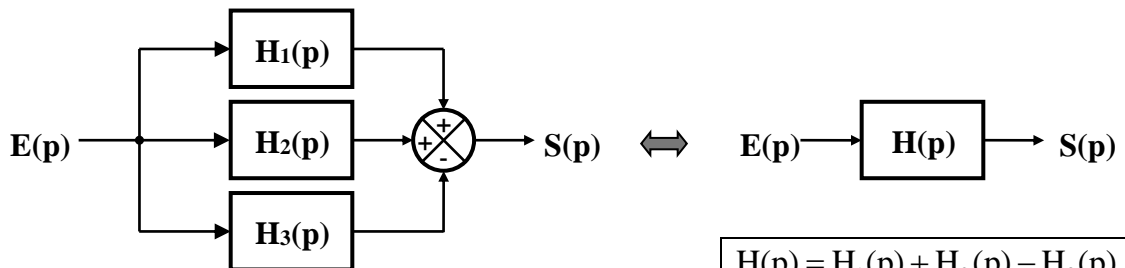 H1(p)
E(p)
H2(p)
+
+
-
S(p)
E(p)
H(p)
S(p)
H3(p)
H(p) = H1(p) + H2(p) − H3(p)